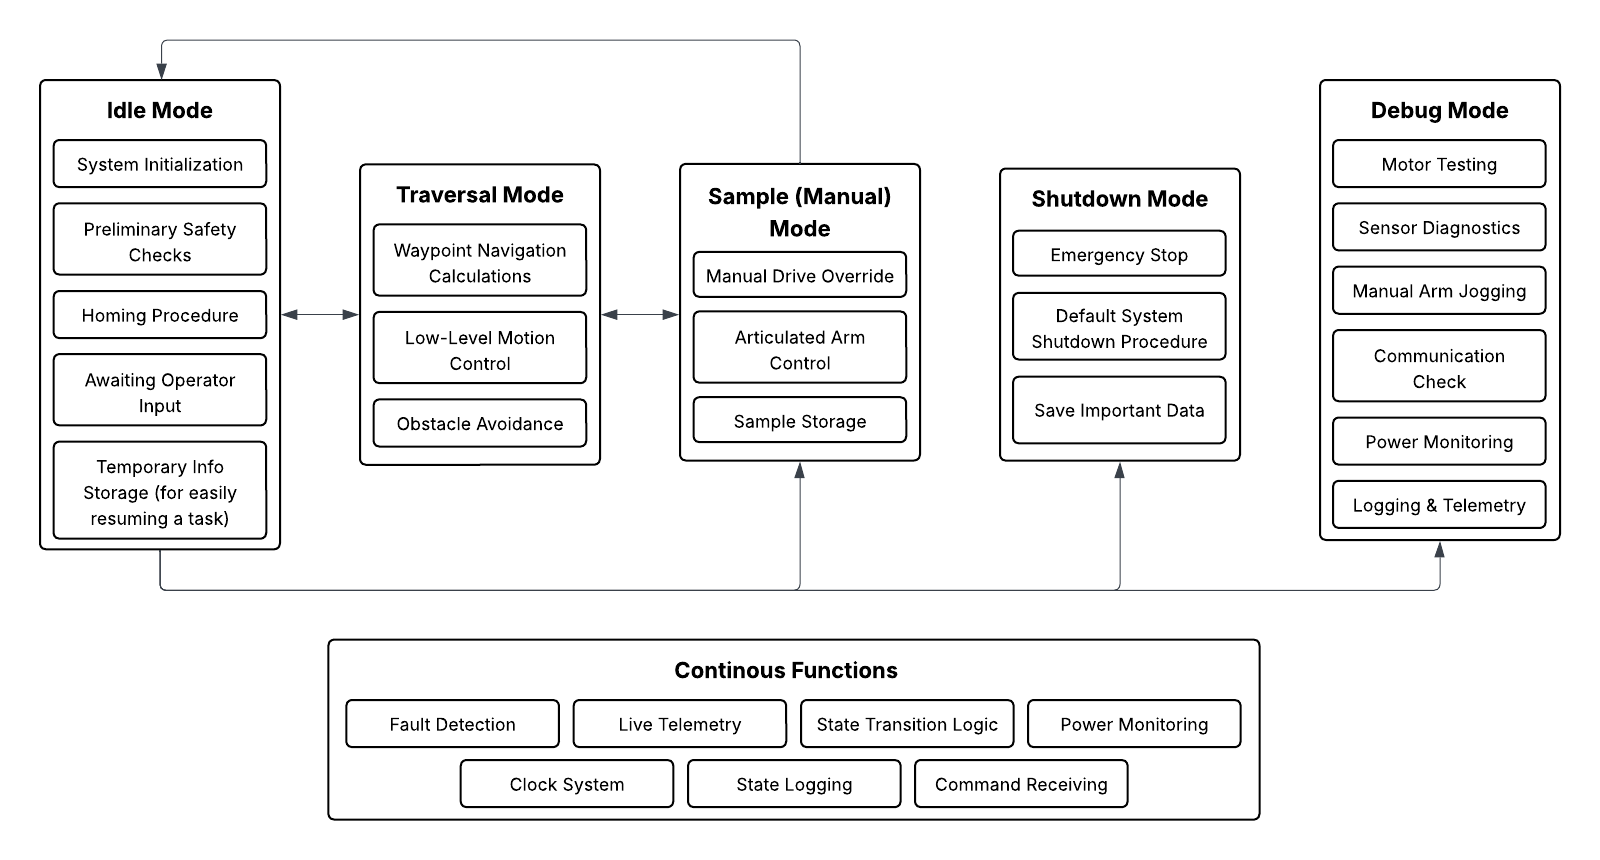 Idle Mode
System Initialization
Preliminary Safety
Checks
Homing Procedure
Awaiting Operator
Input
Temporary Info
Storage (for easily
resuming a task)
Traversal Mode
Waypoint Navigation
Calculations
Low-Level Motion
Control
Obstacle Avoidance
Sample (Manual)
Mode
Manual Drive Override
Articulated Arm
Control
Sample Storage
Shutdown Mode
Emergency Stop
Default System
Shutdown Procedure
Save Important Data
Debug Mode
Motor Testing
Sensor Diagnostics
Manual Arm Jogging
Communication
Check
Power Monitoring
Logging & Telemetry
Continous Functions
Fault Detection
Live Telemetry
State Transition Logic
Power Monitoring
Clock System
State Logging
Command Receiving